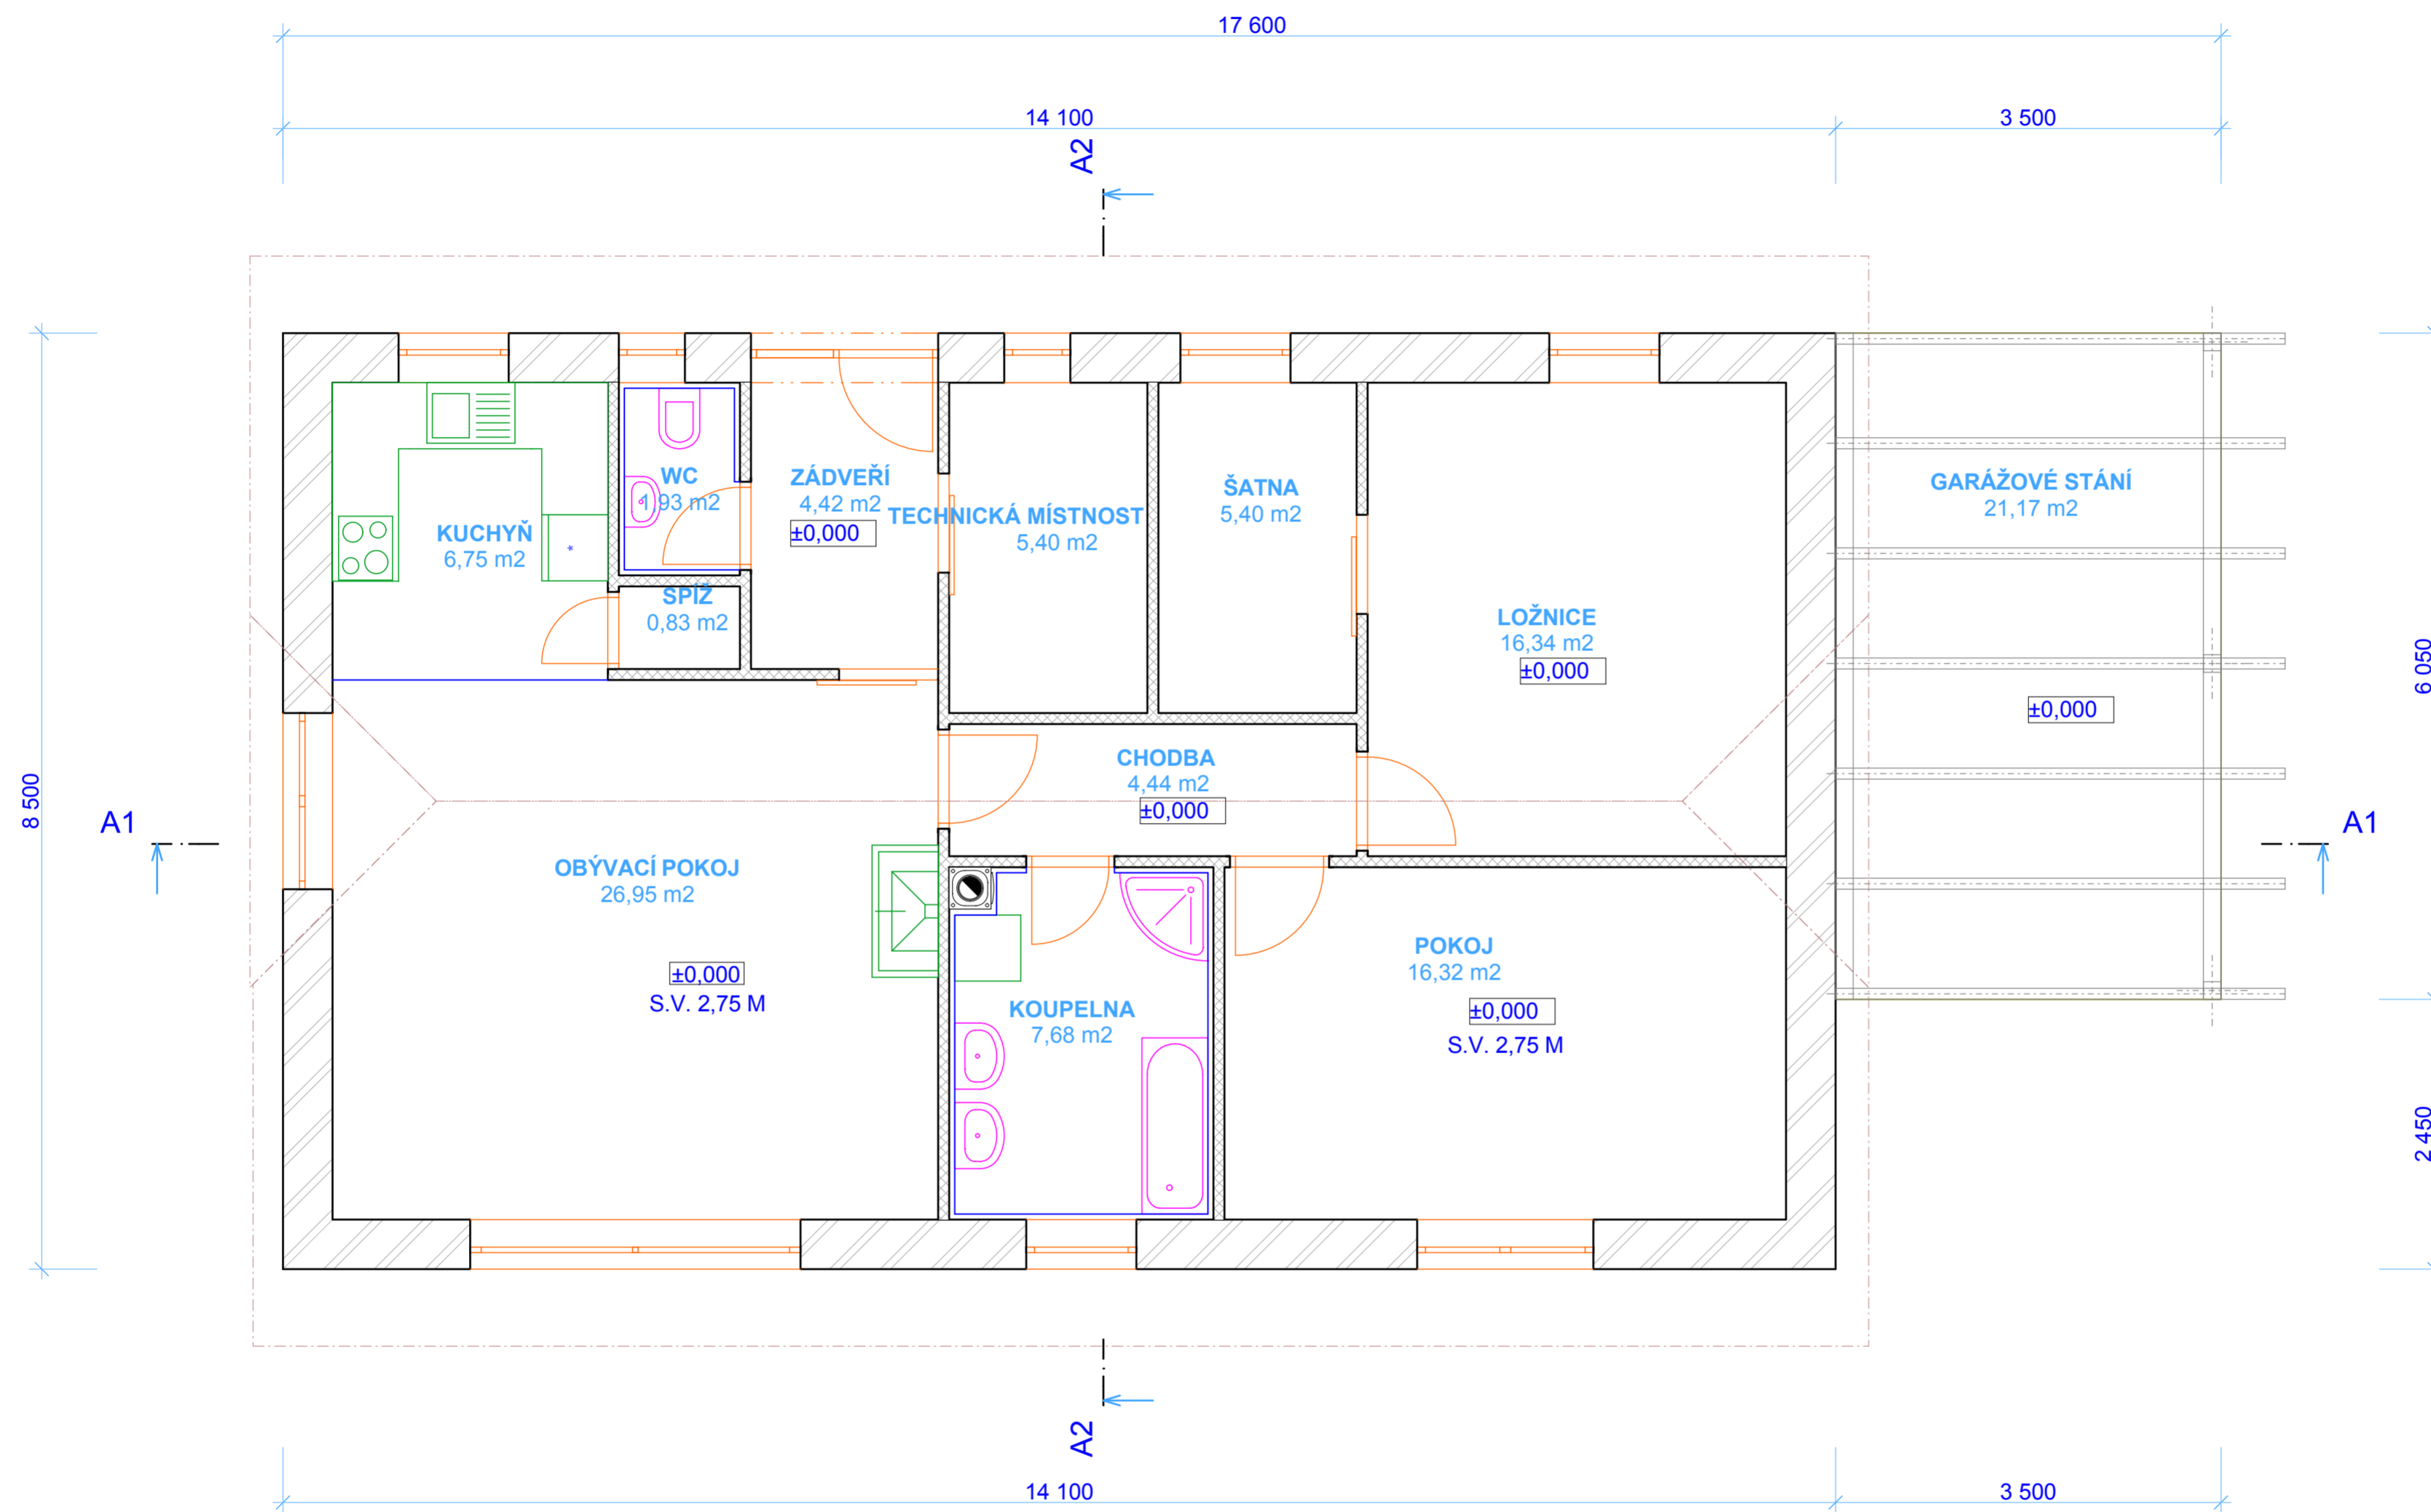 17 600
14 100
3 500
A2
WC
1,93 m2
ZÁDVEŘÍ
4,42 m2
±0,000
TECHNICKÁ MÍSTNOST
5,40 m2
ŠATNA
5,40 m2
GARÁŽOVÉ STÁNÍ
21,17 m2
KUCHYŇ
6,75 m2
*
SPÍŽ
0,83 m2
LOŽNICE
16,34 m2
±0,000
6 050
±0,000
8 500
A1
CHODBA
4,44 m2
±0,000
A1
OBÝVACÍ POKOJ
26,95 m2
±0,000
S.V. 2,75 M
KOUPELNA
7,68 m2
POKOJ
16,32 m2
±0,000
S.V. 2,75 M
2 450
A2
14 100
3 500